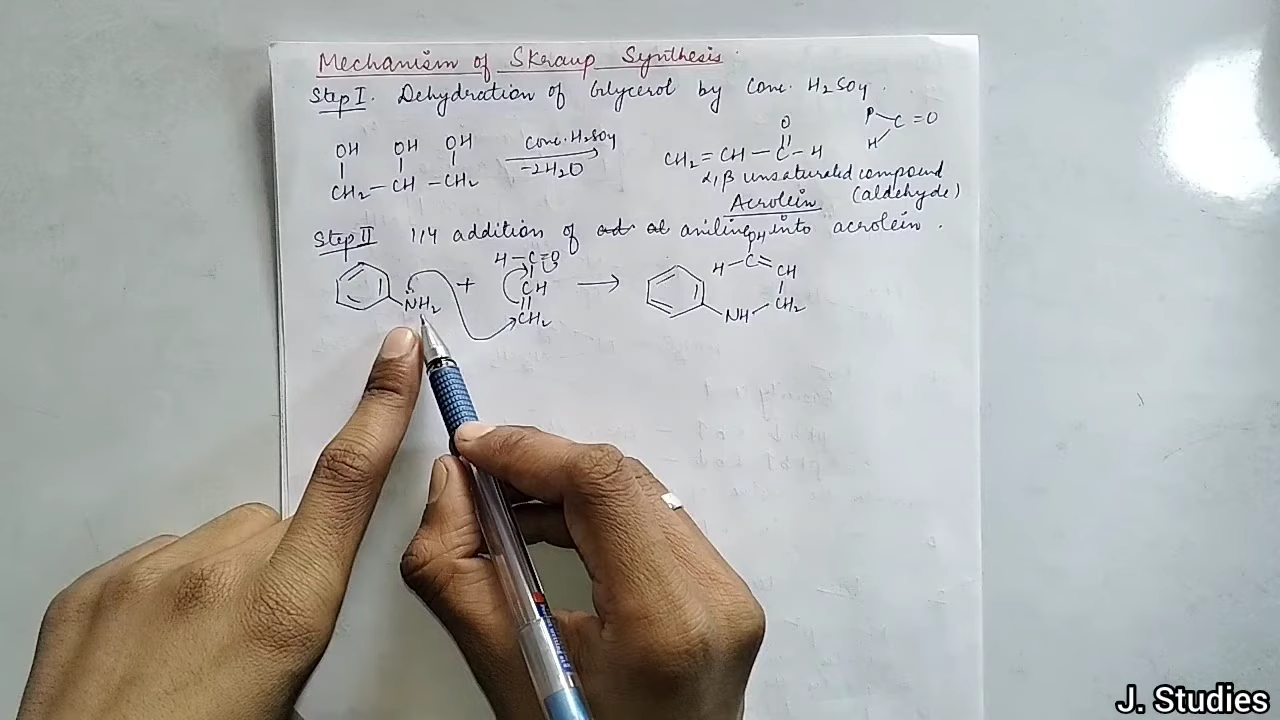 Mechanism of Skraup Synthesis
Step I. Dehydration of Glycerol by Conc. H2SO4.
OH OH OH
CH2 – CH – CH2
Conc. H2SO4
-2H2O
O
CH2 = CH – C – H
R
C = O
H
α,β unsaturated compound
Acrolein (aldehyde)
Step II 1,4 addition of aniline into acrolein.
NH2
+
H – C = O
CH
CH2
OH
H – C = CH
CH2
NH
J. Studies